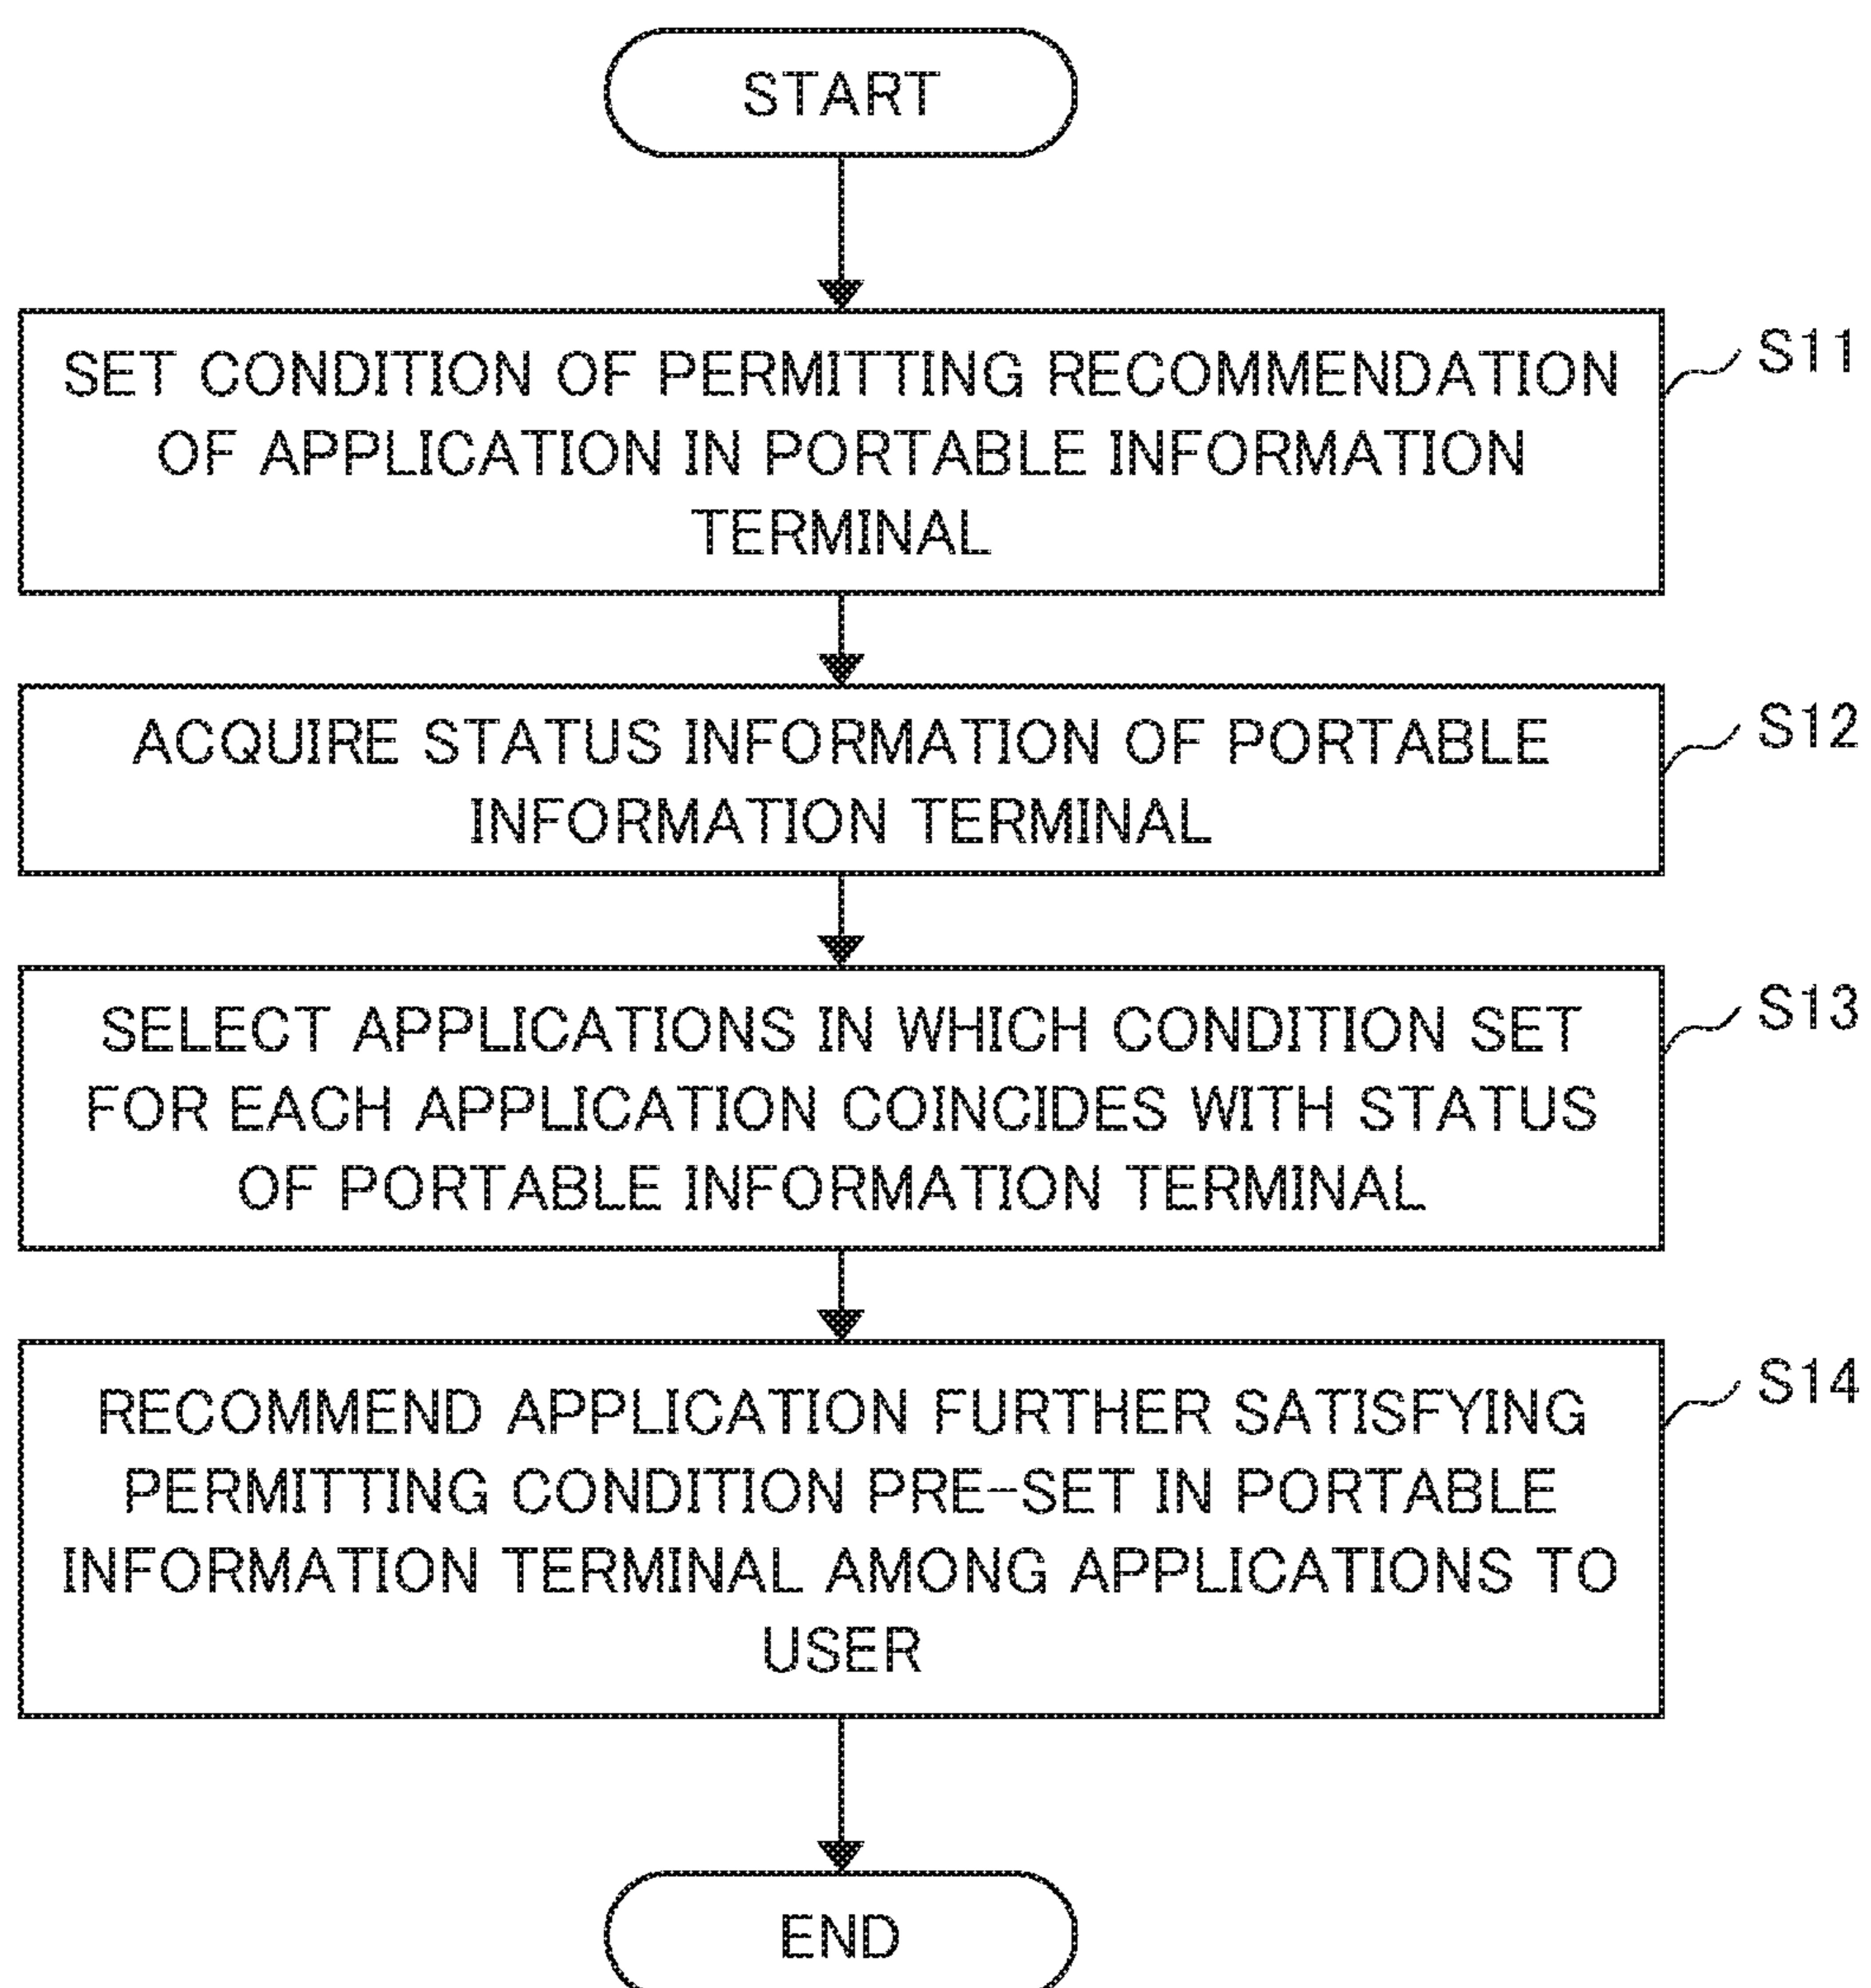 START
SET CONDITION OF PERMITTING RECOMMENDATION
OF APPLICATION IN PORTABLE INFORMATION
TERMINAL
S11
ACQUIRE STATUS INFORMATION OF PORTABLE
INFORMATION TERMINAL
S12
SELECT APPLICATIONS IN WHICH CONDITION SET
FOR EACH APPLICATION COINCIDES WITH STATUS
OF PORTABLE INFORMATION TERMINAL
S13
RECOMMEND APPLICATION FURTHER SATISFYING
PERMITTING CONDITION PRE-SET IN PORTABLE
INFORMATION TERMINAL AMONG APPLICATIONS TO
USER
S14
END